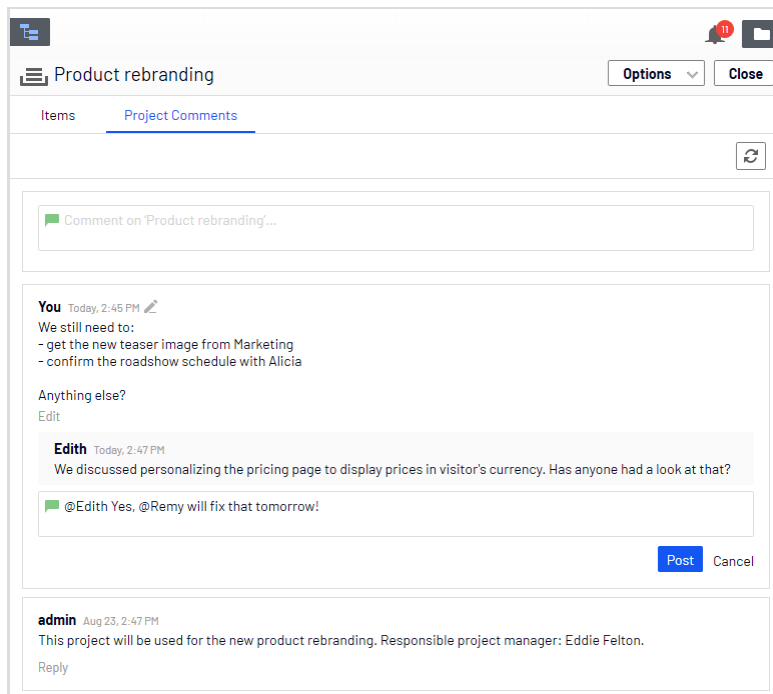 11
Product rebranding
Options
Close
Items
Project Comments
Comment on 'Product rebranding'...
You Today, 2:45 PM
We still need to:
- get the new teaser image from Marketing
- confirm the roadshow schedule with Alicia
Anything else?
Edit
Edith Today, 2:47 PM
We discussed personalizing the pricing page to display prices in visitor's currency. Has anyone had a look at that?
@Edith Yes, @Remy will fix that tomorrow!
Post
Cancel
admin Aug 23, 2:47 PM
This project will be used for the new product rebranding. Responsible project manager: Eddie Felton.
Reply